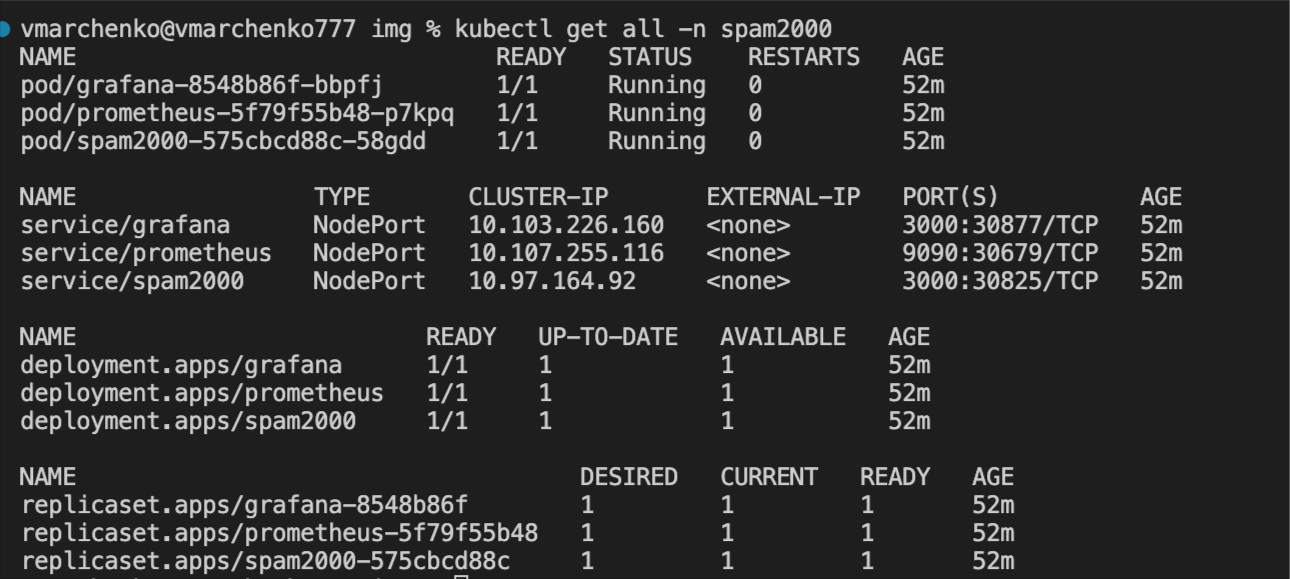 vmarchenko@vmarchenko777 img % kubectl get all -n spam2000
NAME READY STATUS RESTARTS AGE
pod/grafana-8548b86f-bbpfj 1/1 Running 0 52m
pod/prometheus-5f79f55b48-p7kpq 1/1 Running 0 52m
pod/spam2000-575cbcd88c-58gdd 1/1 Running 0 52m
NAME TYPE CLUSTER-IP EXTERNAL-IP PORT(S) AGE
service/grafana NodePort 10.103.226.160 <none> 3000:30877/TCP 52m
service/prometheus NodePort 10.107.255.116 <none> 9090:30679/TCP 52m
service/spam2000 NodePort 10.97.164.92 <none> 3000:30825/TCP 52m
NAME READY UP-TO-DATE AVAILABLE AGE
deployment.apps/grafana 1/1 1 1 52m
deployment.apps/prometheus 1/1 1 1 52m
deployment.apps/spam2000 1/1 1 1 52m
NAME DESIRED CURRENT READY AGE
replicaset.apps/grafana-8548b86f 1 1 1 52m
replicaset.apps/prometheus-5f79f55b48 1 1 1 52m
replicaset.apps/spam2000-575cbcd88c 1 1 1 52m